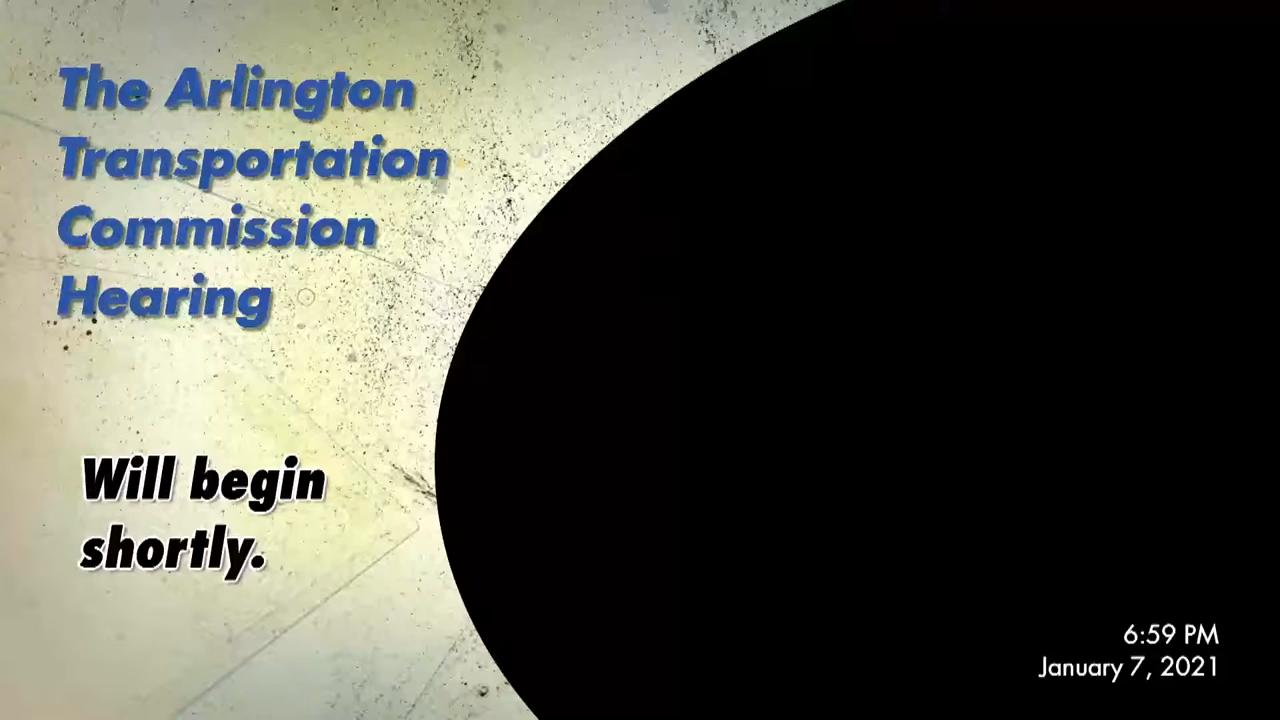 The Arlington
Transportation
Commission
Hearing
Will begin
shortly.
6:59 PM
January 7, 2021